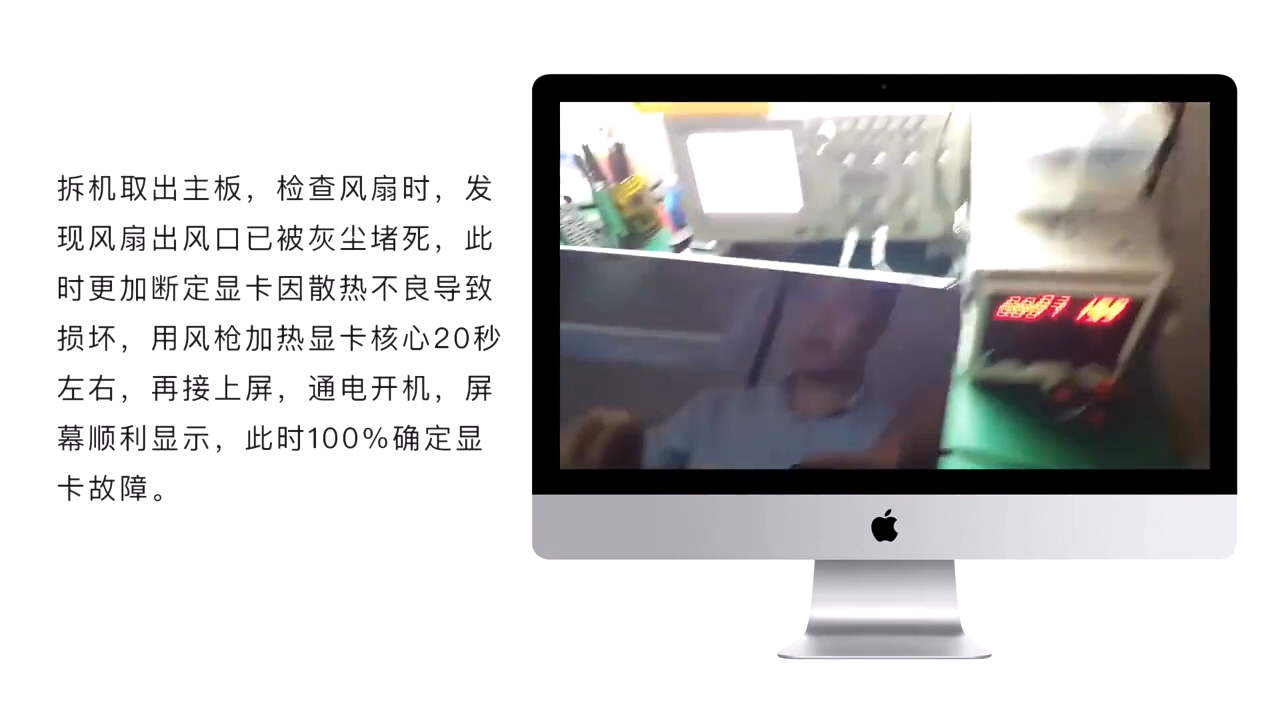 拆机取出主板，检查风扇时，发
现风扇出风口已被灰尘堵死，此
时更加断定显卡因散热不良导致
损坏，用风枪加热显卡核心20秒
左右，再接上屏，通电开机，屏
幕顺利显示，此时100%确定显
卡故障。